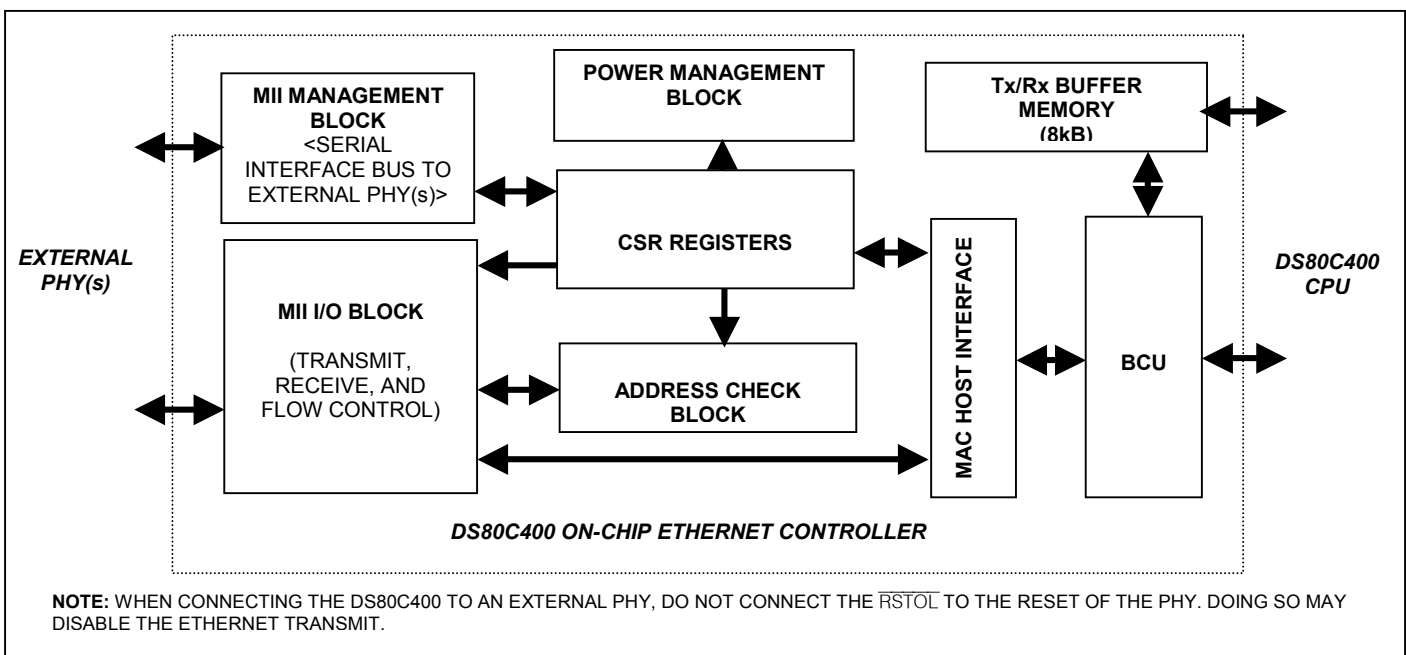 MII MANAGEMENT
BLOCK
<SERIAL
INTERFACE BUS TO
EXTERNAL PHY(s)>
POWER MANAGEMENT
BLOCK
Tx/Rx BUFFER
MEMORY
(8kB)
EXTERNAL
PHY(s)
CSR REGISTERS
MII I/O BLOCK
(TRANSMIT,
RECEIVE, AND
FLOW CONTROL)
ADDRESS CHECK
BLOCK
MAC HOST INTERFACE
BCU
DS80C400
CPU
DS80C400 ON-CHIP ETHERNET CONTROLLER
NOTE: WHEN CONNECTING THE DS80C400 TO AN EXTERNAL PHY, DO NOT CONNECT THE RSTOL TO THE RESET OF THE PHY. DOING SO MAY
DISABLE THE ETHERNET TRANSMIT.